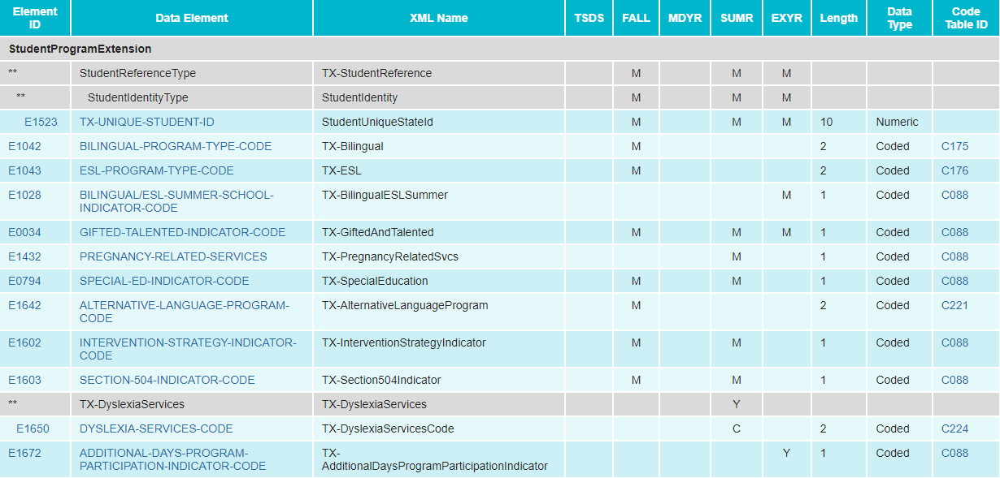 Element ID Data Element XML Name TSDS FALL MDYR SUMR EXYR Length Data Type Code Table ID
StudentProgramExtension
** StudentReferenceType TX-StudentReference M M M
** StudentIdentityType StudentIdentity M M M
E1523 TX-UNIQUE-STUDENT-ID StudentUniqueStateId M M M 10 Numeric
E1042 BILINGUAL-PROGRAM-TYPE-CODE TX-Bilingual M 2 Coded C175
E1043 ESL-PROGRAM-TYPE-CODE TX-ESL M 2 Coded C176
E1028 BILINGUAL/ESL-SUMMER-SCHOOL- TX-BilingualESLSummer M 1 Coded C088
INDICATOR-CODE
E0034 GIFTED-TALENTED-INDICATOR-CODE TX-GiftedAndTalented M M M 1 Coded C088
E1432 PREGNANCY-RELATED-SERVICES TX-PregnancyRelatedSvcs M 1 Coded C088
E0794 SPECIAL-ED-INDICATOR-CODE TX-SpecialEducation M M 1 Coded C088
E1642 ALTERNATIVE-LANGUAGE-PROGRAM- TX-AlternativeLanguageProgram M 2 Coded C221
CODE
E1602 INTERVENTION-STRATEGY-INDICATOR- TX-InterventionStrategyIndicator M M 1 Coded C088
CODE
E1603 SECTION-504-INDICATOR-CODE TX-Section504Indicator M M 1 Coded C088
** TX-DyslexiaServices TX-DyslexiaServices Y
E1650 DYSLEXIA-SERVICES-CODE TX-DyslexiaServicesCode C 2 Coded C224
E1672 ADDITIONAL-DAYS-PROGRAM- TX- Y 1 Coded C088
PARTICIPATION-INDICATOR-CODE AdditionalDaysProgramParticipationIndicator